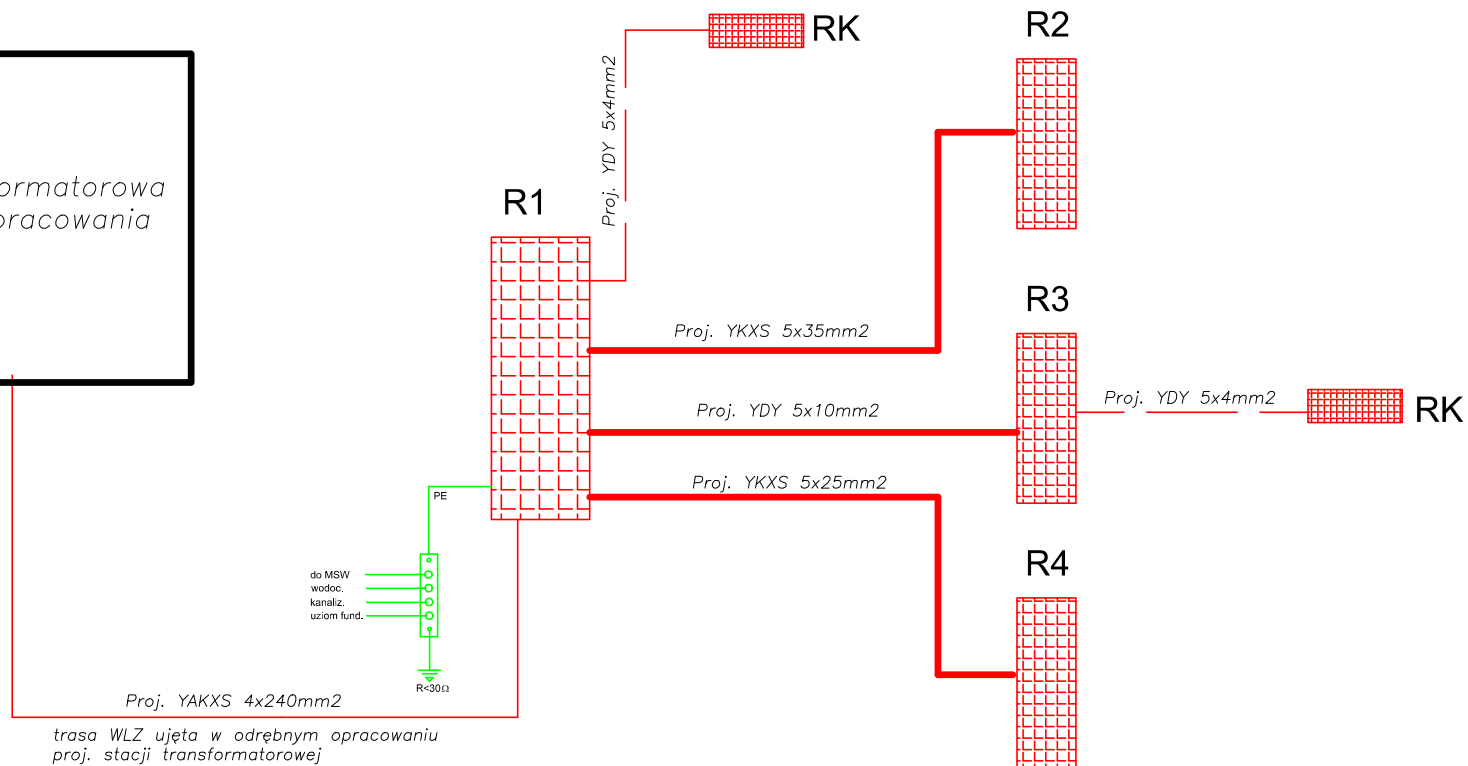 RK
R2
Proj. YDY 5x4mm2
R1
R3
Proj. YKXS 5x35mm2
Proj. YDY 5x10mm2
Proj. YDY 5x4mm2
RK
Proj. YKXS 5x25mm2
PE
R4
do MSW
wodoc.
kanaliz.
uziom fund.
R<30Ω
Proj. YAKXS 4x240mm2
trasa WLZ ujęta w odrębnym opracowaniu
proj. stacji transformatorowej